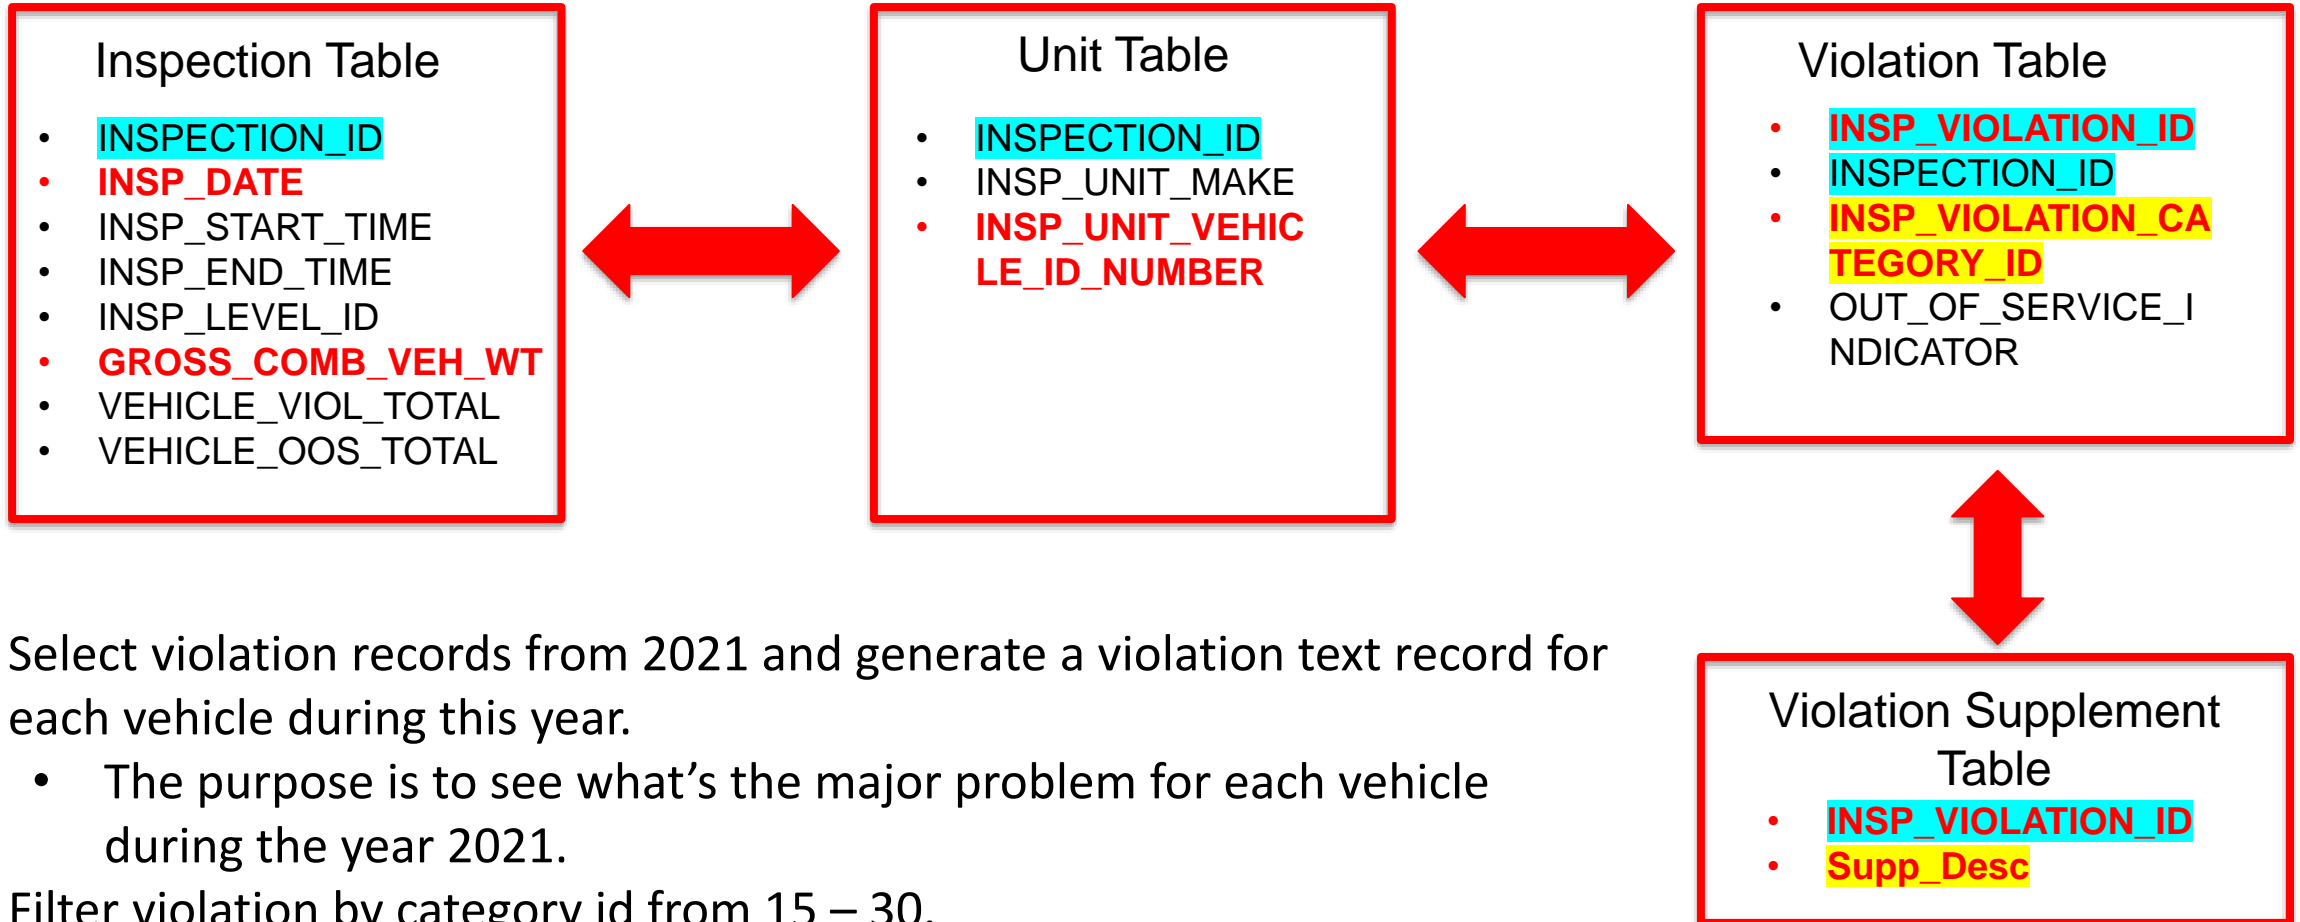 Inspection Table
• INSPECTION_ID
• INSP_DATE
• INSP_START_TIME
• INSP_END_TIME
• INSP_LEVEL_ID
• GROSS_COMB_VEH_WT
• VEHICLE_VIOL_TOTAL
• VEHICLE_OOS_TOTAL
Unit Table
• INSPECTION_ID
• INSP_UNIT_MAKE
• INSP_UNIT_VEHIC
LE_ID_NUMBER
Violation Table
• INSP_VIOLATION_ID
• INSPECTION_ID
• INSP_VIOLATION_CA
TEGORY_ID
• OUT_OF_SERVICE_I
NDICATOR
Select violation records from 2021 and generate a violation text record for
each vehicle during this year.
• The purpose is to see what’s the major problem for each vehicle
during the year 2021.
Filter violation by category id from 15 – 30.
Violation Supplement
Table
• INSP_VIOLATION_ID
• Supp_Desc